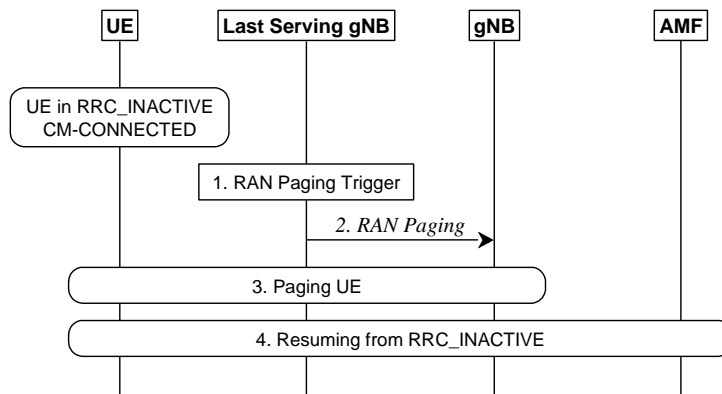 UE
Last Serving gNB
gNB
AMF
UE in RRC_INACTIVE
CM-CONNECTED
1. RAN Paging Trigger
2. RAN Paging
3. Paging UE
4. Resuming from RRC_INACTIVE